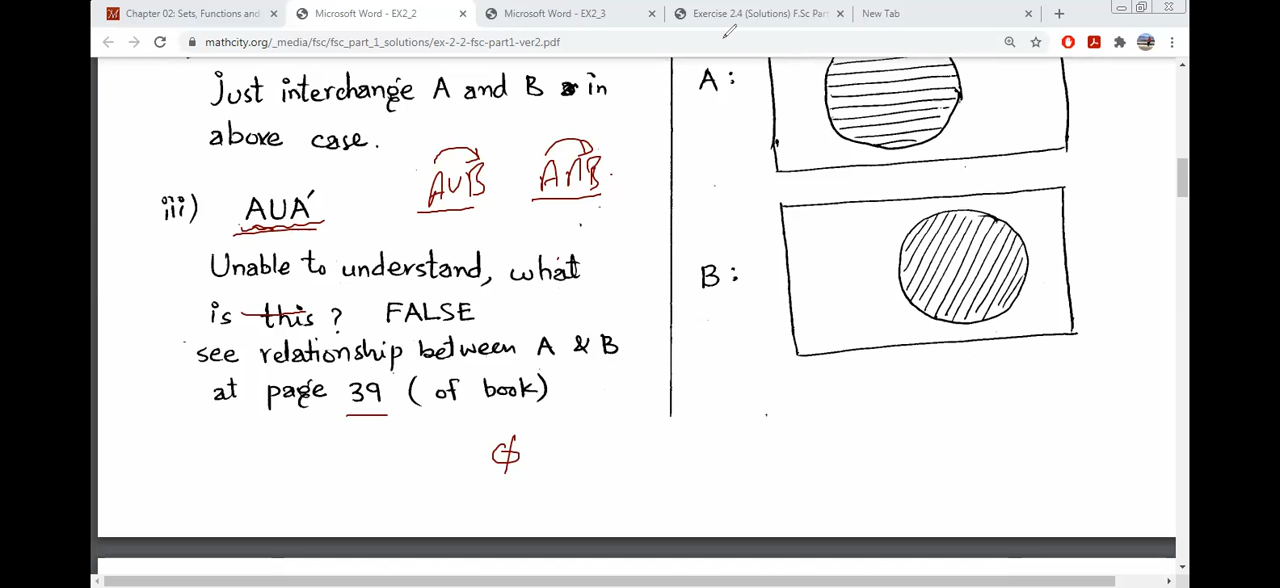 Chapter 02: Sets, Functions and
Microsoft Word - EX2_2
Microsoft Word - EX2_3
Exercise 2.4 (Solutions) F.Sc Part
New Tab
mathcity.org/_media/fsc/fsc_part_1_solutions/ex-2-2-fsc-part1-ver2.pdf
just interchange A and B in
above case.
A∪B A∩B
iii) A∪A′
Unable to understand, what
is this ? FALSE
see relationship between A & B
at page 39 ( of book)
A :
B :